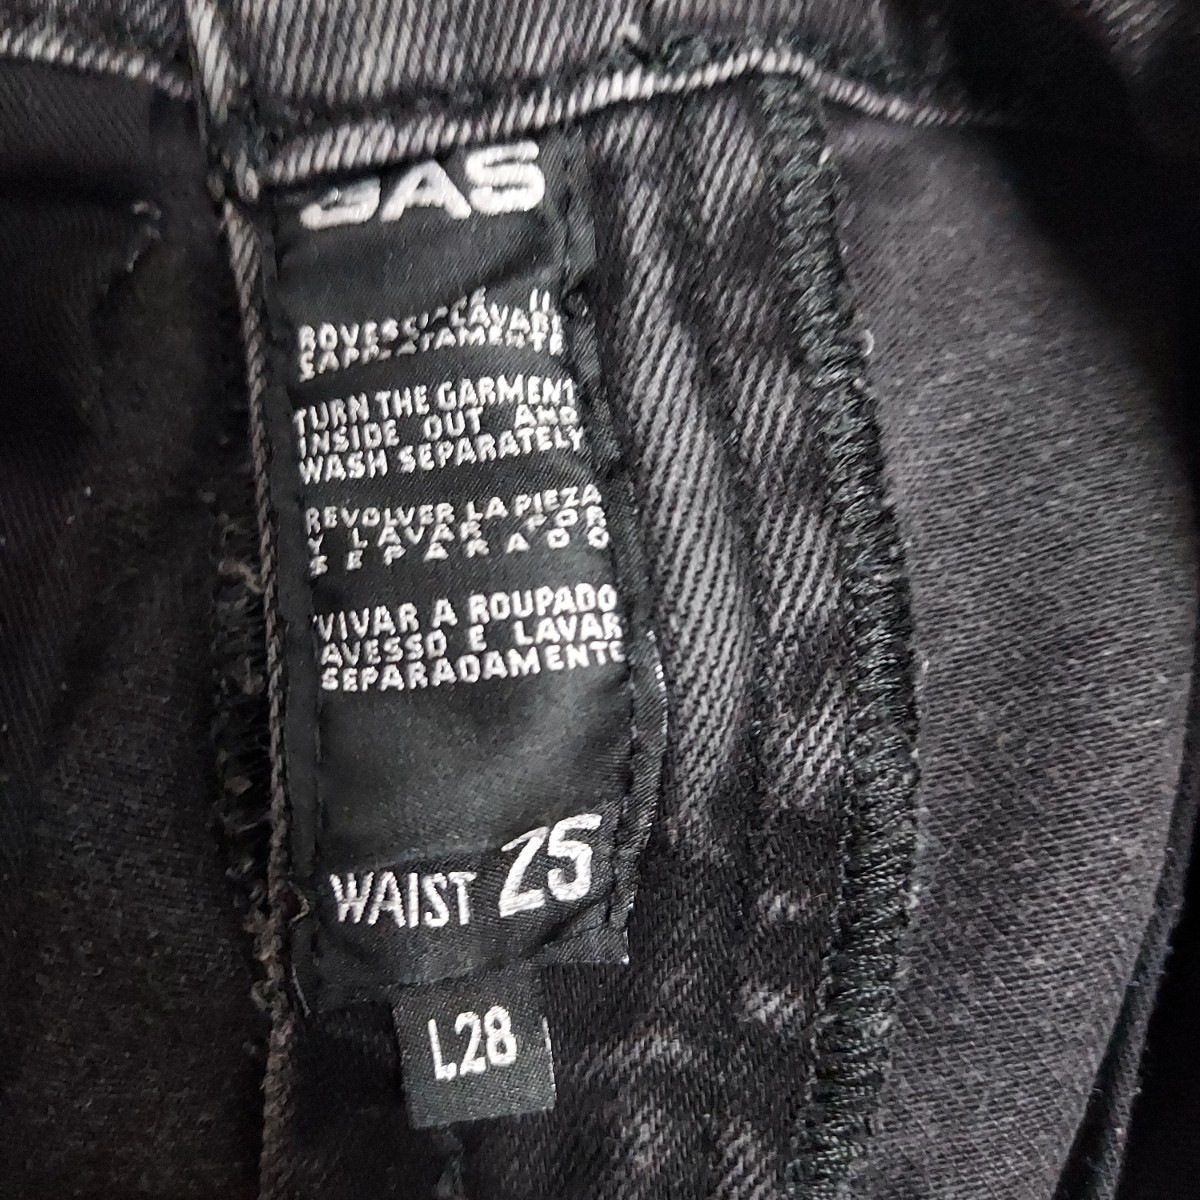 GAS
LAVARE
TURN THE GARMENT
INSIDE OUT AND
WASH SEPARATELY
REVOLVER LA PIEZA
Y LAVAR POR
SEPARADO
VIVAR A ROUPADO
AVESSO E LAVAR
SEPARADAMENTE
WAIST 25
L28